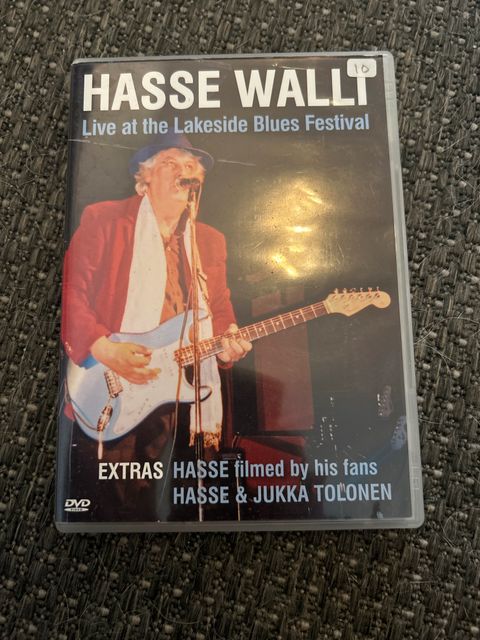 HASSE WALLI
10
Live at the Lakeside Blues Festival
EXTRAS HASSE filmed by his fans
HASSE & JUKKA TOLONEN
DVD
VIDEO